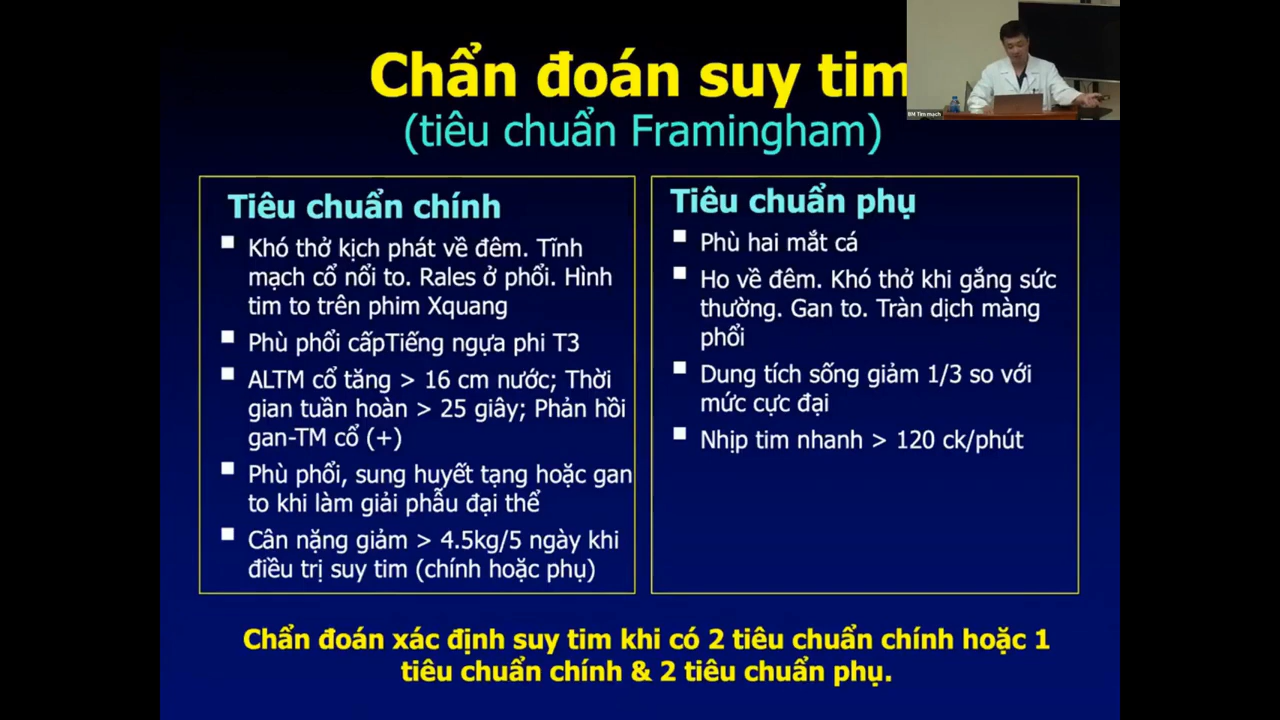 Chẩn đoán suy tim
(tiêu chuẩn Framingham)
BM Tim mạch
Tiêu chuẩn chính
Khó thở kịch phát về đêm. Tĩnh
mạch cổ nổi to. Rales ở phổi. Hình
tim to trên phim Xquang
Phù phổi cấpTiếng ngựa phi T3
ALTM cổ tăng > 16 cm nước; Thời
gian tuần hoàn > 25 giây; Phản hồi
gan-TM cổ (+)
Phù phổi, sung huyết tạng hoặc gan
to khi làm giải phẫu đại thể
Cân nặng giảm > 4.5kg/5 ngày khi
điều trị suy tim (chính hoặc phụ)
Tiêu chuẩn phụ
Phù hai mắt cá
Ho về đêm. Khó thở khi gắng sức
thường. Gan to. Tràn dịch màng
phổi
Dung tích sống giảm 1/3 so với
mức cực đại
Nhịp tim nhanh > 120 ck/phút
Chẩn đoán xác định suy tim khi có 2 tiêu chuẩn chính hoặc 1
tiêu chuẩn chính & 2 tiêu chuẩn phụ.